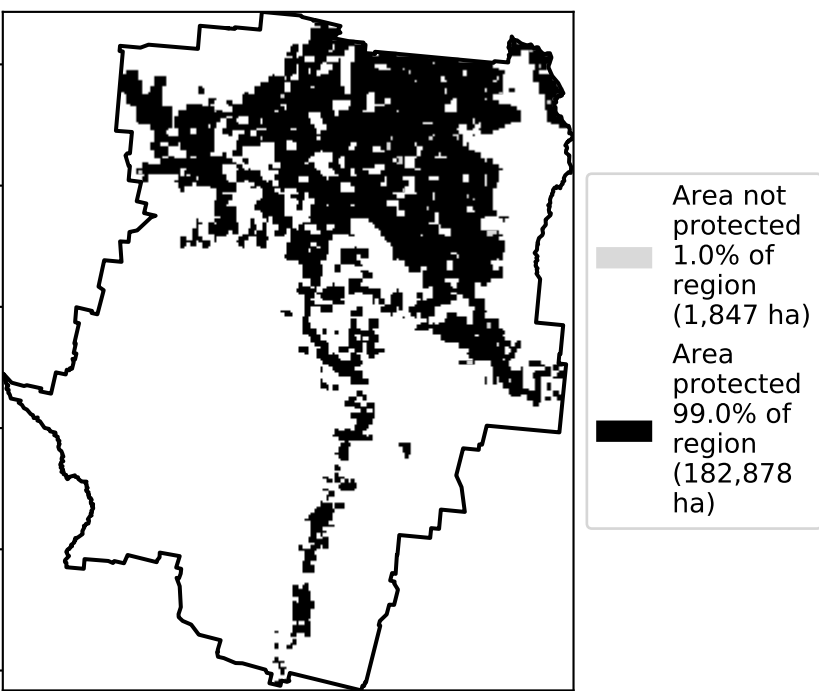 Area not
protected
1.0% of
region
(1,847 ha)
Area
protected
99.0% of
region
(182,878
ha)